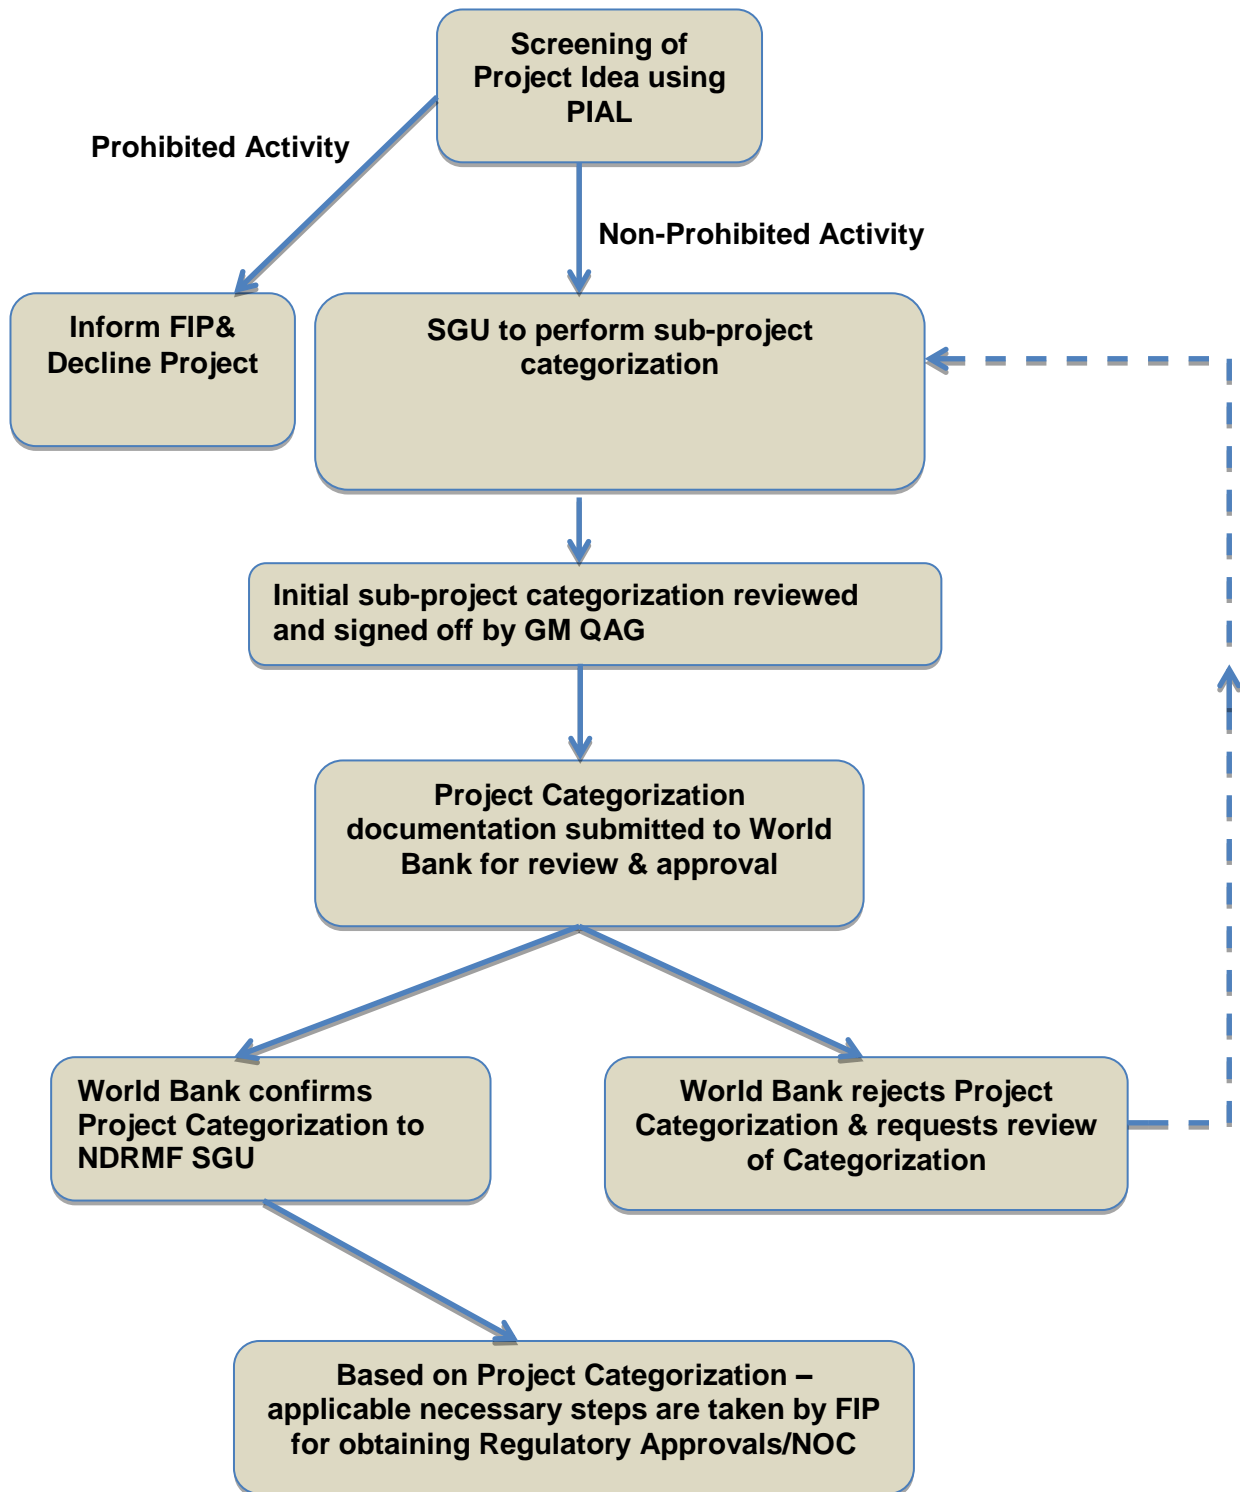 Screening of
Project Idea using
PIAL
Prohibited Activity
Non-Prohibited Activity
Inform FIP&
Decline Project
SGU to perform sub-project
categorization
Initial sub-project categorization reviewed
and signed off by GM QAG
Project Categorization
documentation submitted to World
Bank for review & approval
World Bank confirms
Project Categorization to
NDRMF SGU
World Bank rejects Project
Categorization & requests review
of Categorization
Based on Project Categorization –
applicable necessary steps are taken by FIP
for obtaining Regulatory Approvals/NOC